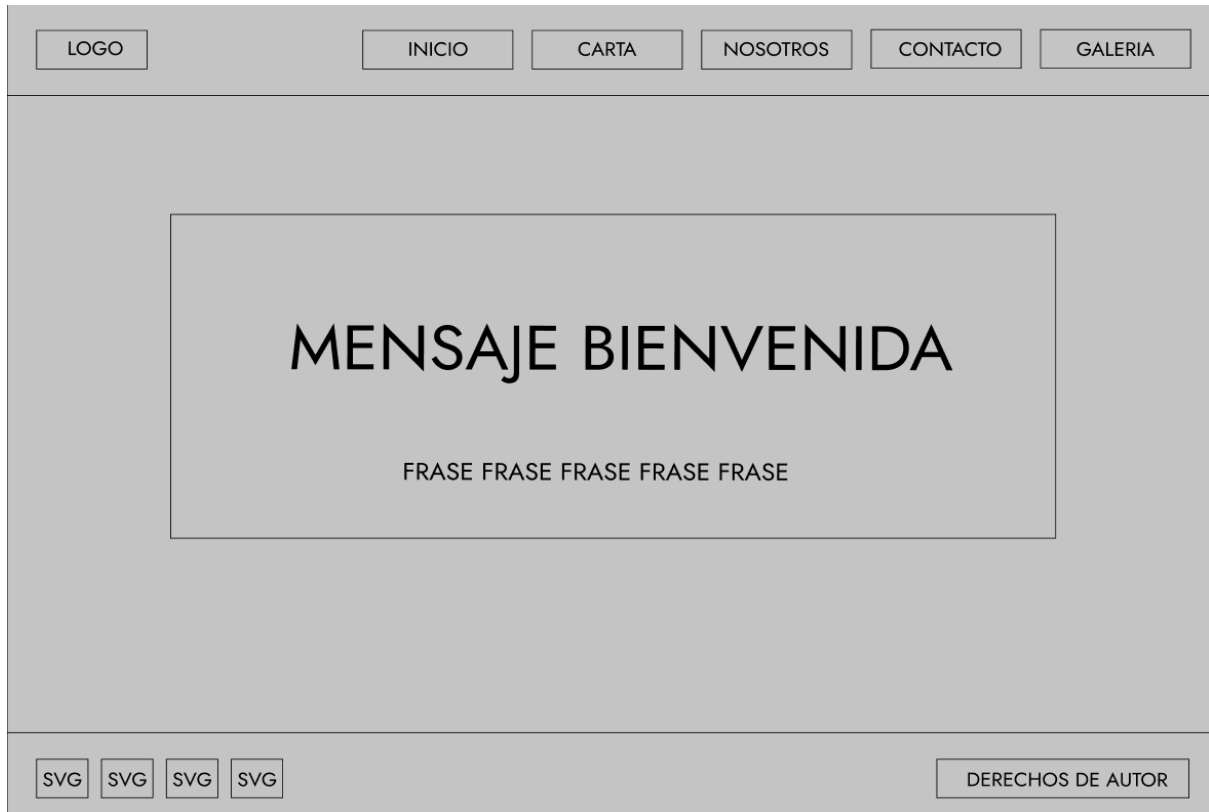 LOGO INICIO CARTA NOSOTROS CONTACTO GALERIA
MENSAJE BIENVENIDA
FRASE FRASE FRASE FRASE FRASE
SVG SVG SVG SVG DERECHOS DE AUTOR